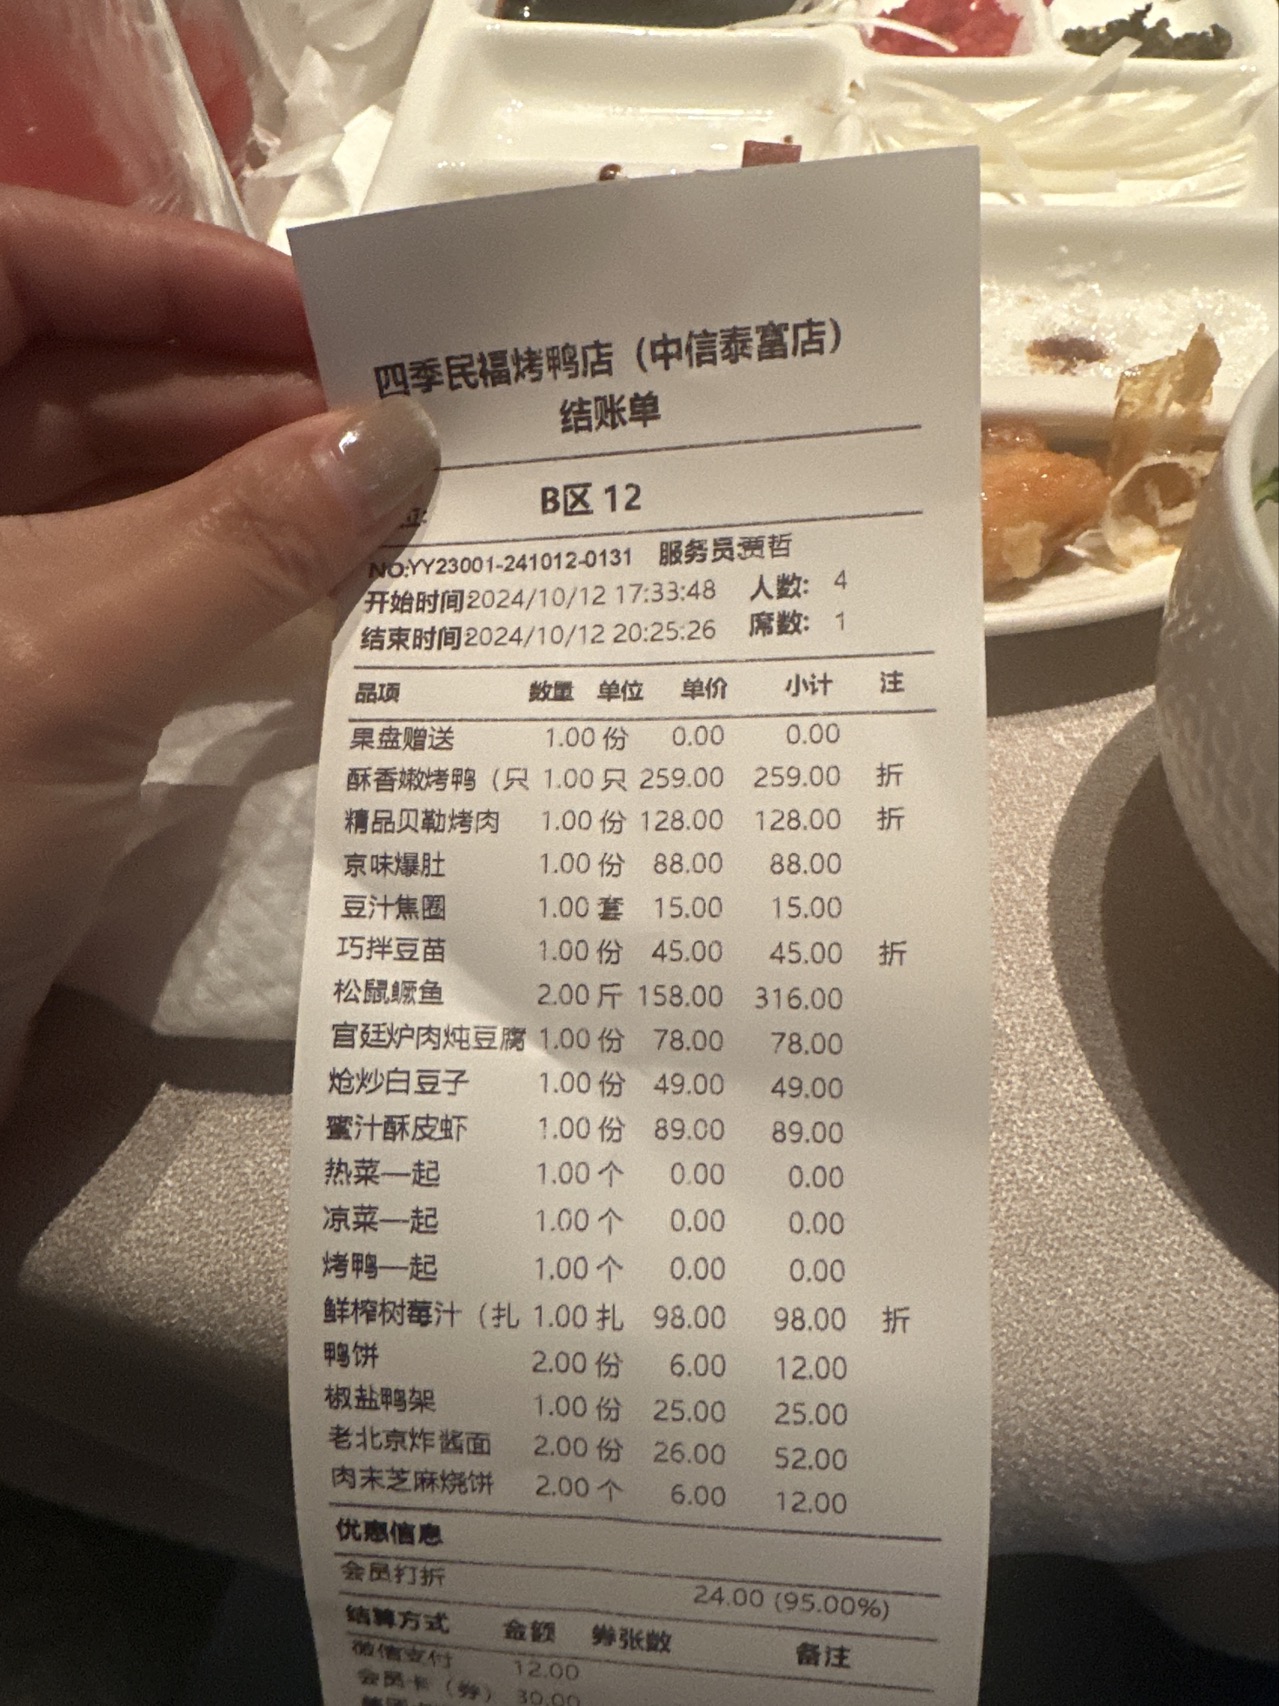 四季民福烤鸭店（中信泰富店）
结账单
B区 12
NO:YY23001-241012-0131 服务员:贾哲
开始时间2024/10/12 17:33:48 人数: 4
结束时间2024/10/12 20:25:26 席数: 1
品项 数量 单位 单价 小计 注
果盘赠送 1.00 份 0.00 0.00
酥香嫩烤鸭（只 1.00 只 259.00 259.00 折
精品贝勒烤肉 1.00 份 128.00 128.00 折
京味爆肚 1.00 份 88.00 88.00
豆汁焦圈 1.00 套 15.00 15.00
巧拌豆苗 1.00 份 45.00 45.00 折
松鼠鳜鱼 2.00 斤 158.00 316.00
宫廷炉肉炖豆腐 1.00 份 78.00 78.00
炝炒白豆子 1.00 份 49.00 49.00
蜜汁酥皮虾 1.00 份 89.00 89.00
热菜一起 1.00 个 0.00 0.00
凉菜一起 1.00 个 0.00 0.00
烤鸭一起 1.00 个 0.00 0.00
鲜榨树莓汁（扎 1.00 扎 98.00 98.00 折
鸭饼 2.00 份 6.00 12.00
椒盐鸭架 1.00 份 25.00 25.00
老北京炸酱面 2.00 份 26.00 52.00
肉末芝麻烧饼 2.00 个 6.00 12.00
优惠信息
会员打折 24.00 (95.00%)
结算方式 金额 券张数 备注
微信支付 12.00
会员卡（券） 30.00